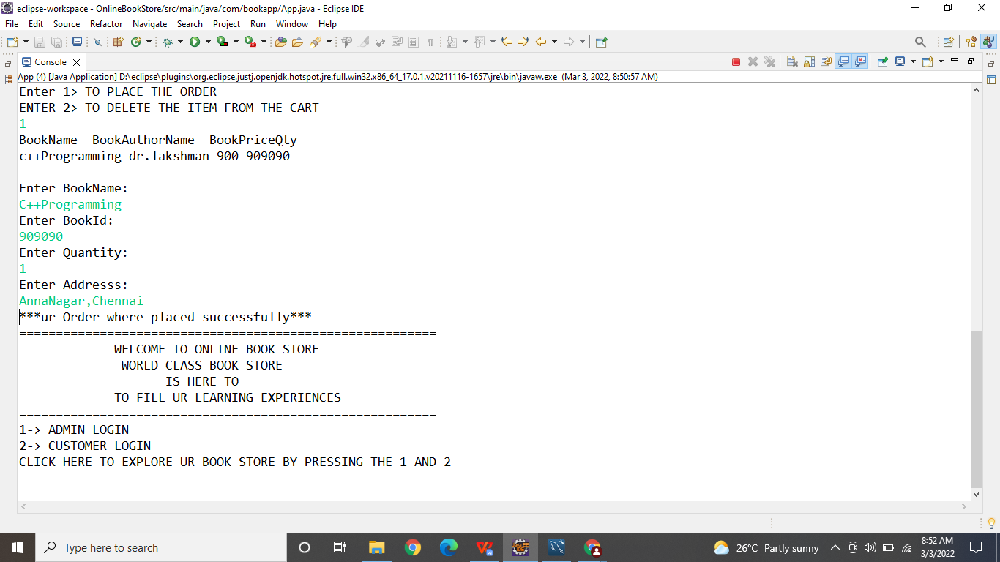 eclipse-workspace - OnlineBookStore/src/main/java/com/bookapp/App.java - Eclipse IDE
File Edit Source Refactor Navigate Search Project Run Window Help
Console
App (4) [Java Application] D:\eclipse\plugins\org.eclipse.justj.openjdk.hotspot.jre.full.win32.x86_64_17.0.1.v20211116-1657\jre\bin\javaw.exe (Mar 3, 2022, 8:50:57 AM)
Enter 1> TO PLACE THE ORDER
ENTER 2> TO DELETE THE ITEM FROM THE CART
1
BookName  BookAuthorName  BookPriceQty
c++Programming dr.lakshman 900 909090
Enter BookName:
C++Programming
Enter BookId:
909090
Enter Quantity:
1
Enter Addresss:
AnnaNagar,Chennai
***ur Order where placed successfully***
=========================================================
WELCOME TO ONLINE BOOK STORE
WORLD CLASS BOOK STORE
IS HERE TO
TO FILL UR LEARNING EXPERIENCES
=========================================================
1-> ADMIN LOGIN
2-> CUSTOMER LOGIN
CLICK HERE TO EXPLORE UR BOOK STORE BY PRESSING THE 1 AND 2
Type here to search
26°C Partly sunny
8:52 AM
3/3/2022